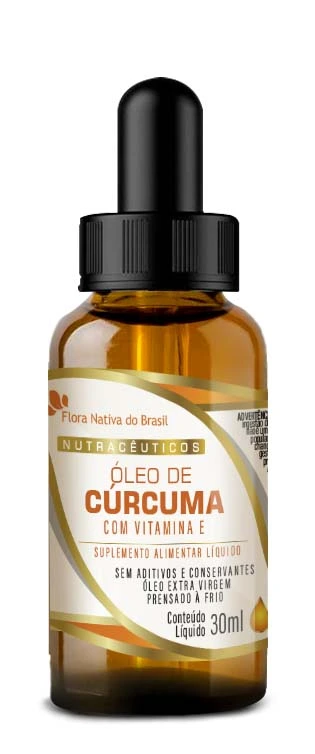 Flora Nativa do Brasil
NUTRACÊUTICOS
ÓLEO DE
CÚRCUMA
COM VITAMINA E
SUPLEMENTO ALIMENTAR LÍQUIDO
SEM ADITIVOS E CONSERVANTES
ÓLEO EXTRA VIRGEM
PRENSADO À FRIO
Conteúdo
Líquido 30ml